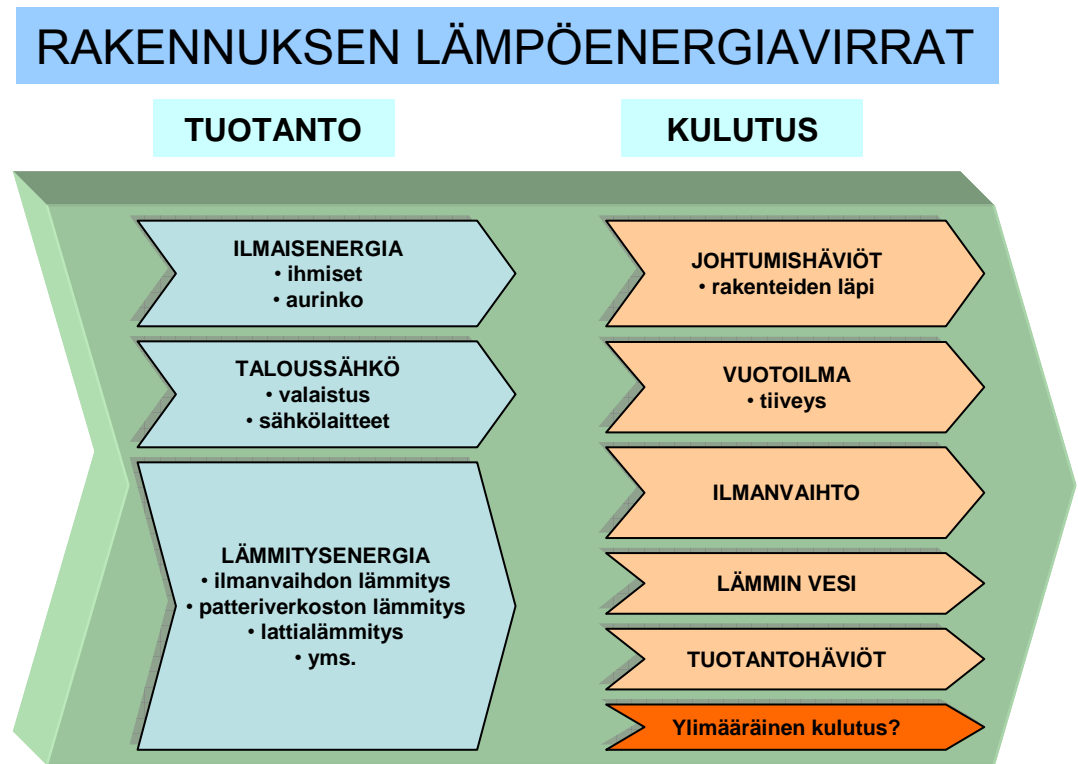 RAKENNUKSEN LÄMPÖENERGIAVIRRAT
TUOTANTO
KULUTUS
ILMAISENERGIA
• ihmiset
• aurinko
TALOUSSÄHKÖ
• valaistus
• sähkölaitteet
LÄMMITYSENERGIA
• ilmanvaihdon lämmitys
• patteriverkoston lämmitys
• lattialämmitys
• yms.
JOHTUMISHÄVIÖT
• rakenteiden läpi
VUOTOILMA
• tiiveys
ILMANVAIHTO
LÄMMIN VESI
TUOTANTOHÄVIÖT
Ylimääräinen kulutus?